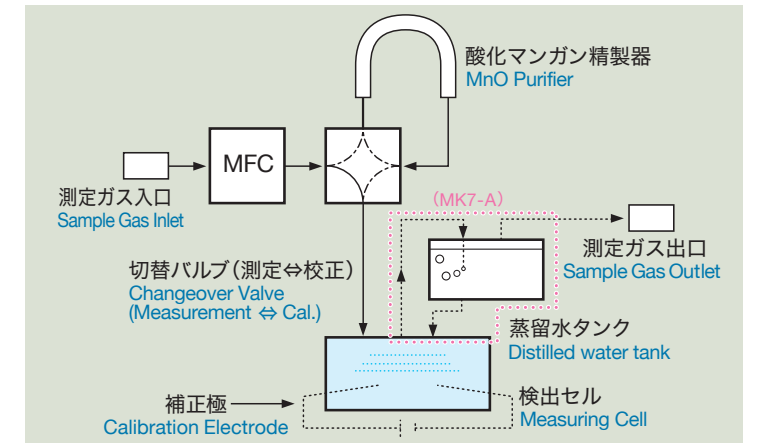 酸化マンガン精製器
MnO Purifier
MFC
測定ガス入口
Sample Gas Inlet
(MK7-A)
測定ガス出口
Sample Gas Outlet
切替バルブ(測定⇔校正)
Changeover Valve
(Measurement ⇔ Cal.)
蒸留水タンク
Distilled water tank
補正極
Calibration Electrode
検出セル
Measuring Cell